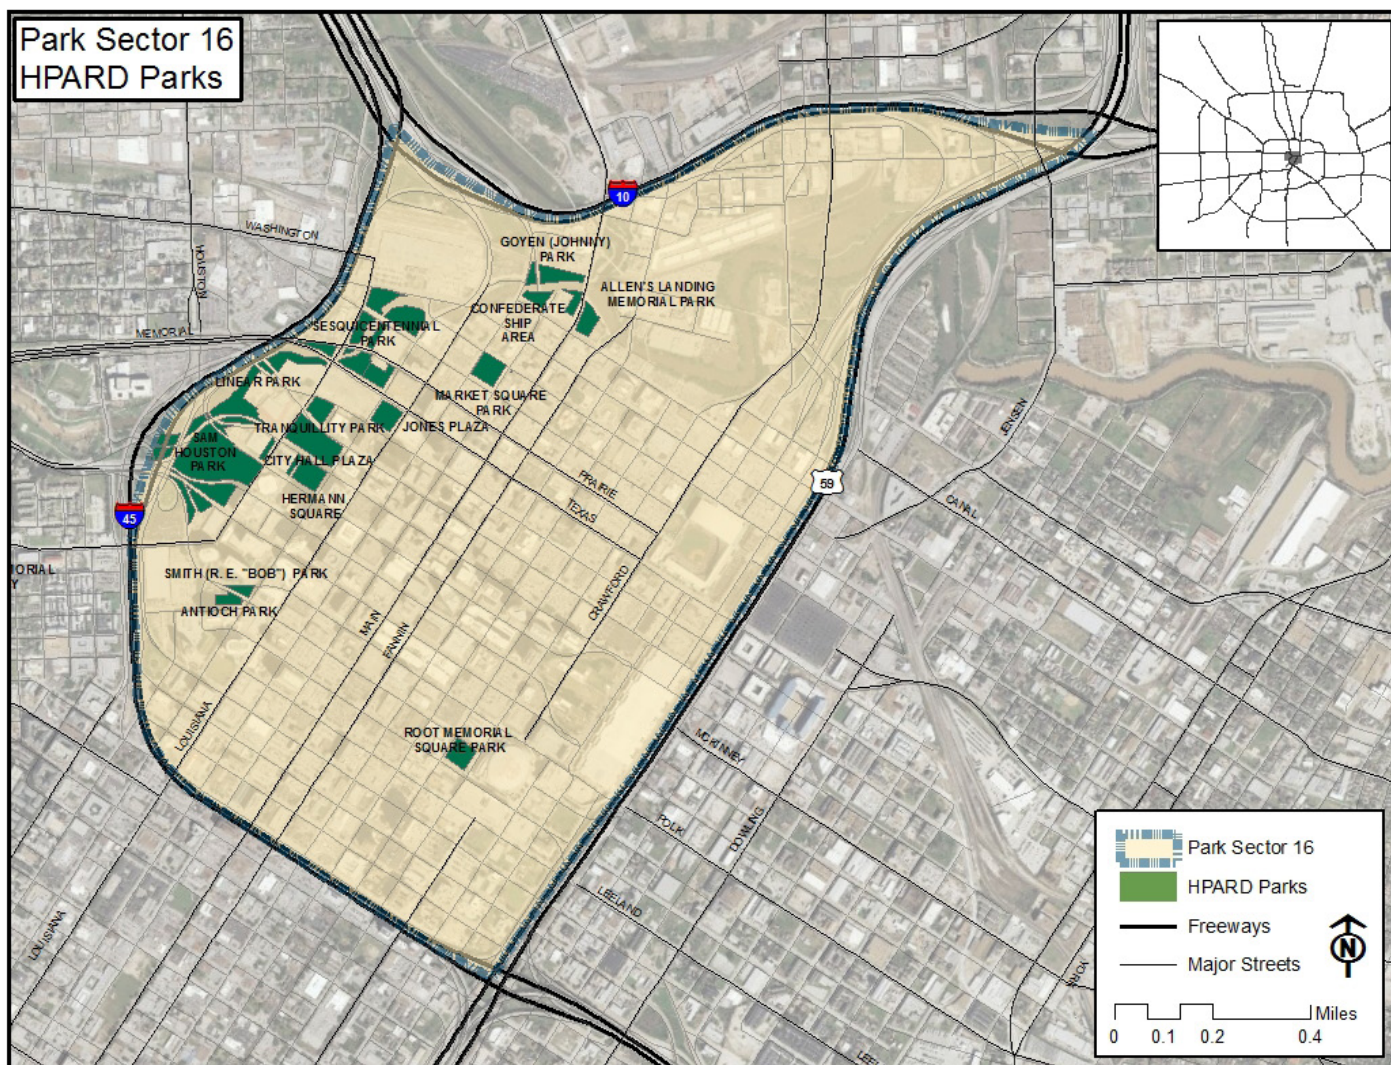 Park Sector 16
HPARD Parks
10
WASHINGTON
HOUSTON
GOYEN (JOHNNY)
PARK
ALLEN'S LANDING
MEMORIAL PARK
CONFEDERATE
SHIP
AREA
MEMORIAL
SESQUICENTENNIAL
PARK
LINEAR PARK
MARKET SQUARE
PARK
TRANQUILLITY PARK
JONES PLAZA
SAM
HOUSTON
PARK
CITY HALL PLAZA
HERMANN
SQUARE
JENSEN
PRAIRIE
TEXAS
59
CANAL
45
SMITH (R. E. "BOB") PARK
ANTIOCH PARK
MAIN
FANNIN
CRAWFORD
LOUISIANA
ROOT MEMORIAL
SQUARE PARK
MCKINNEY
POLK
DOWLING
LEELAND
LOUISIANA
YORK
Park Sector 16
HPARD Parks
Freeways
Major Streets
N
Miles
0 0.1 0.2 0.4